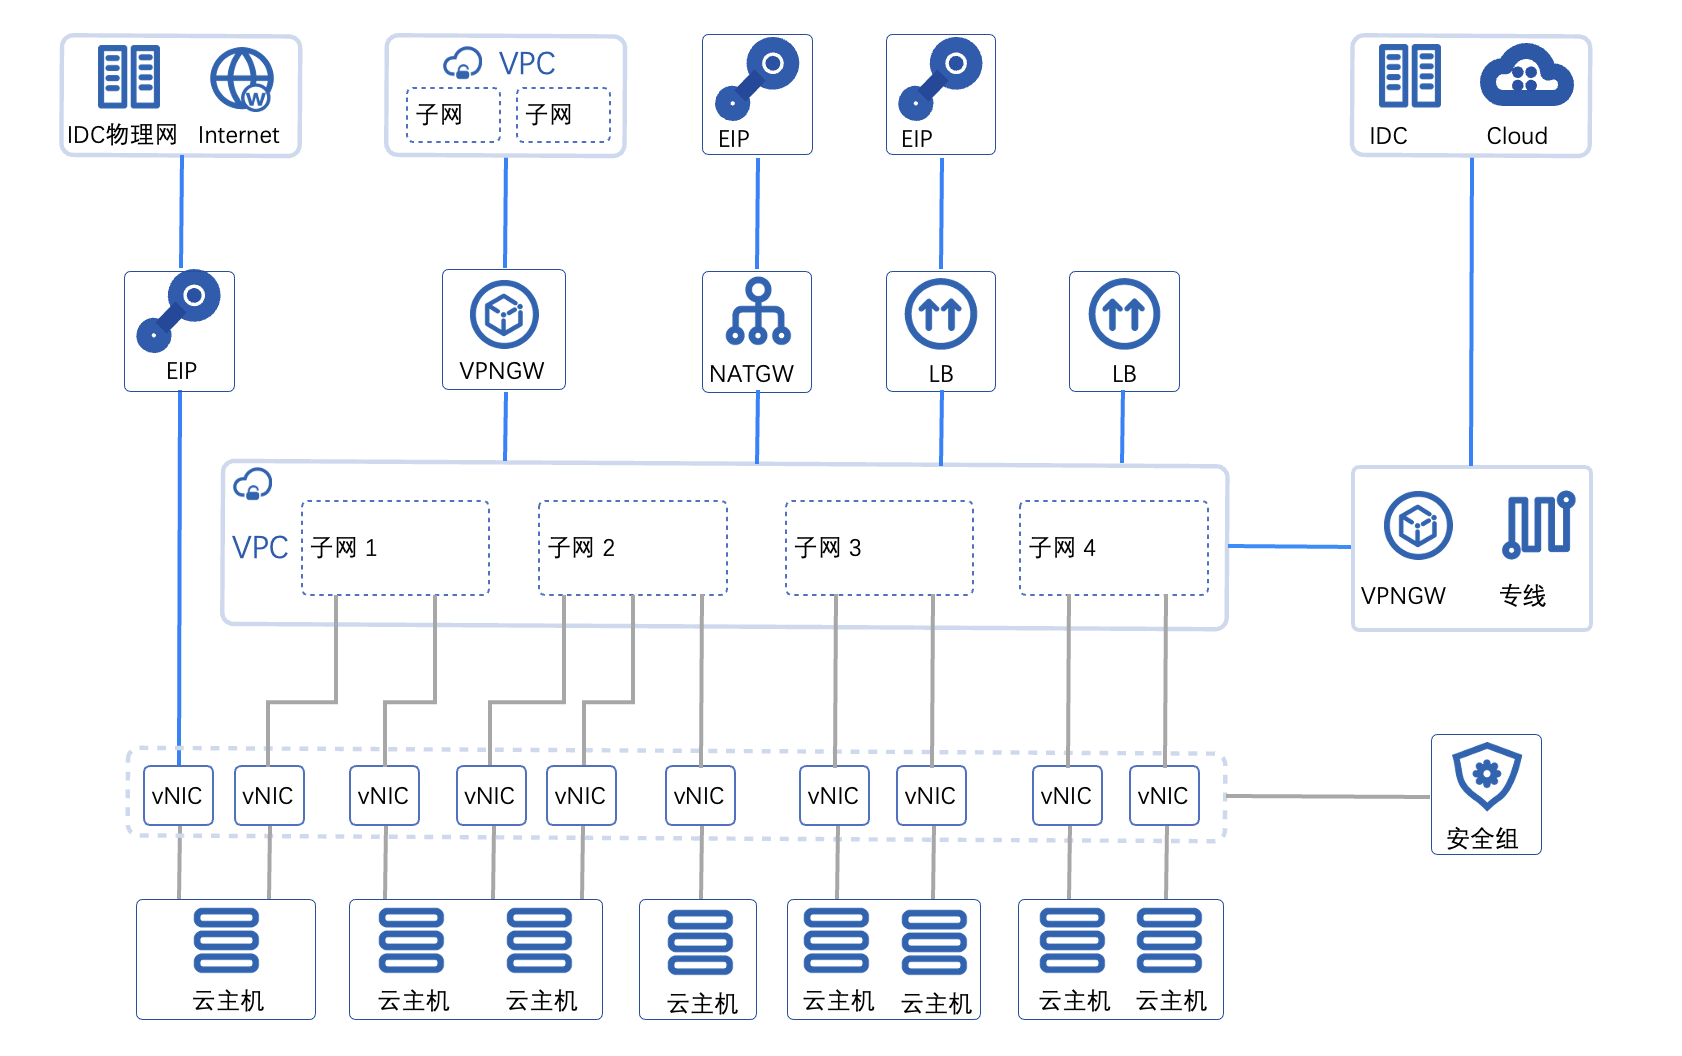 IDC物理网
Internet
VPC
子网
子网
EIP
EIP
IDC
Cloud
EIP
VPNGW
NATGW
LB
LB
VPC
子网 1
子网 2
子网 3
子网 4
VPNGW
专线
vNIC
vNIC
vNIC
vNIC
vNIC
vNIC
vNIC
vNIC
vNIC
vNIC
安全组
云主机
云主机
云主机
云主机
云主机
云主机
云主机
云主机
W